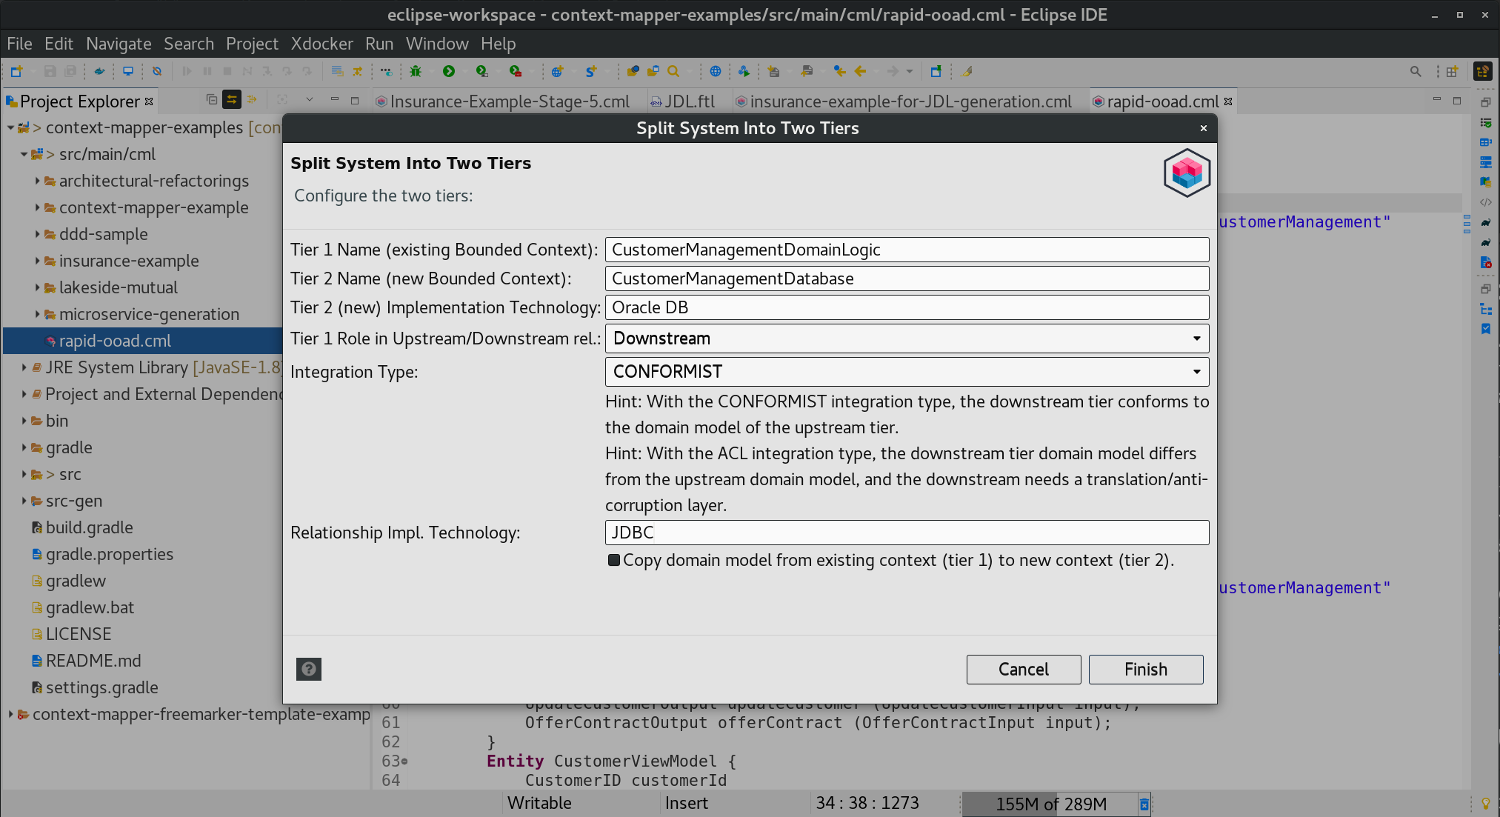 eclipse-workspace - context-mapper-examples/src/main/cml/rapid-ooad.cml - Eclipse IDE
File Edit Navigate Search Project Xdocker Run Window Help
Project Explorer
Insurance-Example-Stage-5.cml
JDL.ftl
insurance-example-for-JDL-generation.cml
rapid-ooad.cml
> context-mapper-examples [con
> src/main/cml
architectural-refactorings
context-mapper-example
ddd-sample
insurance-example
lakeside-mutual
microservice-generation
rapid-ooad.cml
JRE System Library [JavaSE-1.8]
Project and External Dependenc
bin
gradle
> src
src-gen
build.gradle
gradle.properties
gradlew
gradlew.bat
LICENSE
README.md
settings.gradle
context-mapper-freemarker-template-examp
Split System Into Two Tiers
Split System Into Two Tiers
Configure the two tiers:
Tier 1 Name (existing Bounded Context): CustomerManagementDomainLogic
Tier 2 Name (new Bounded Context): CustomerManagementDatabase
Tier 2 (new) Implementation Technology: Oracle DB
Tier 1 Role in Upstream/Downstream rel.: Downstream
Integration Type: CONFORMIST
Hint: With the CONFORMIST integration type, the downstream tier conforms to
the domain model of the upstream tier.
Hint: With the ACL integration type, the downstream tier domain model differs
from the upstream domain model, and the downstream needs a translation/anti-
corruption layer.
Relationship Impl. Technology: JDBC
Copy domain model from existing context (tier 1) to new context (tier 2).
Cancel Finish
ustomerManagement"
ustomerManagement"
60 UpdateCustomerOutput updateCustomer (UpdateCustomerInput input);
61 OfferContractOutput offerContract (OfferContractInput input);
62 }
63 Entity CustomerViewModel {
64 CustomerID customerId
Writable Insert 34 : 38 : 1273 155M of 289M